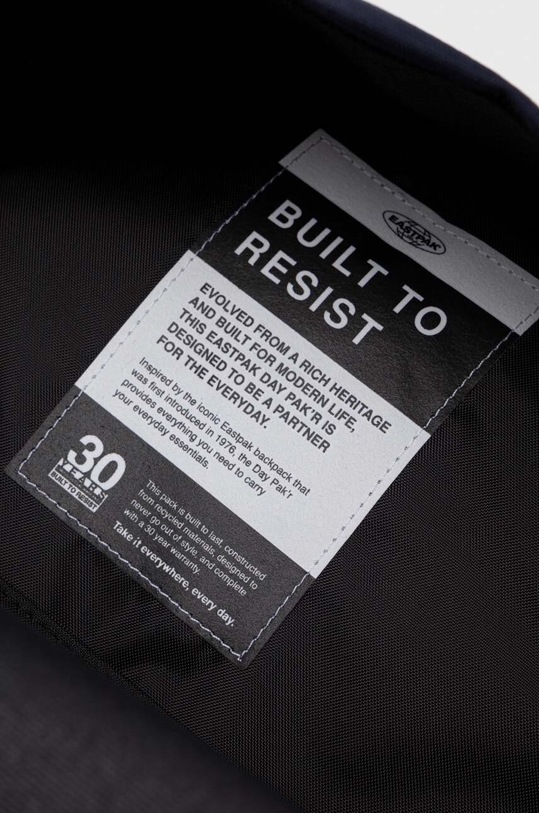 EASTPAK
BUILT TO
RESIST
EVOLVED FROM A RICH HERITAGE
AND BUILT FOR MODERN LIFE.
THIS EASTPAK DAY PAK'R IS
DESIGNED TO BE A PARTNER
FOR THE EVERYDAY.
Inspired by the iconic Eastpak backpack that
was first introduced in 1976, the Day Pak'r
provides everything you need to carry
your everyday essentials.
30
YEARS
BUILT TO RESIST
This pack is built to last, constructed
from recycled materials, designed to
never go out of style, and complete
with a 30 year warranty.
Take it everywhere, every day.